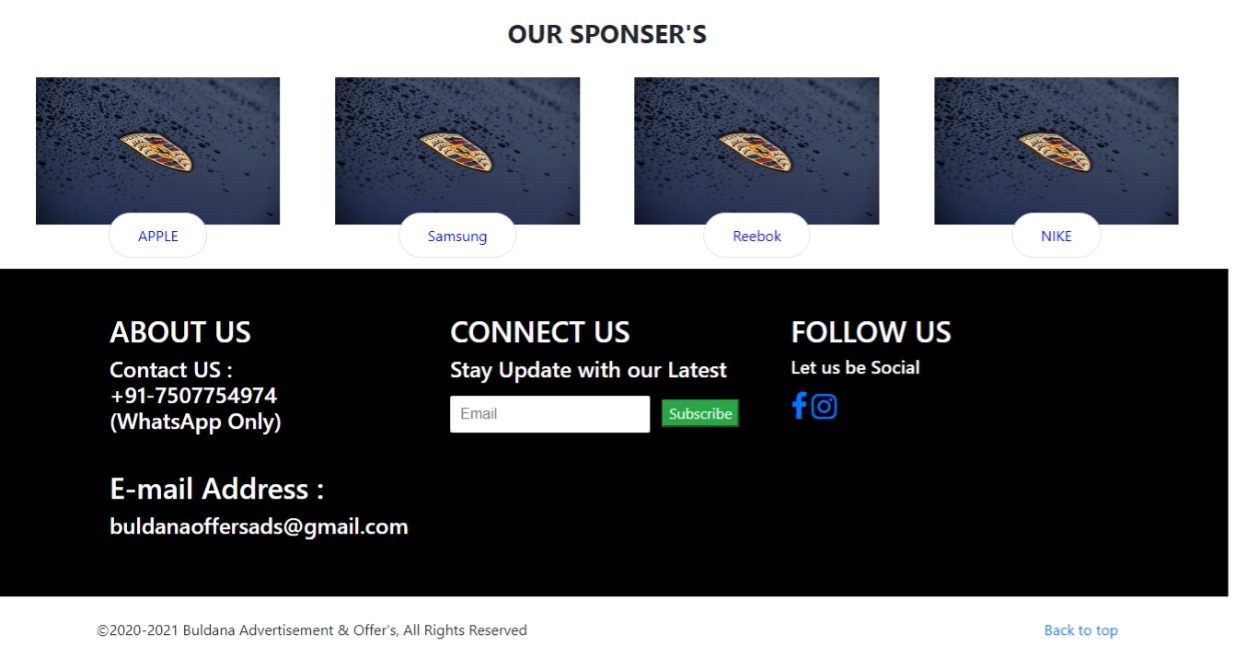 OUR SPONSER'S
APPLE
Samsung
Reebok
NIKE
ABOUT US
Contact US :
+91-7507754974
(WhatsApp Only)
E-mail Address :
buldanaoffersads@gmail.com
CONNECT US
Stay Update with our Latest
Email
Subscribe
FOLLOW US
Let us be Social
©2020-2021 Buldana Advertisement & Offer's, All Rights Reserved
Back to top